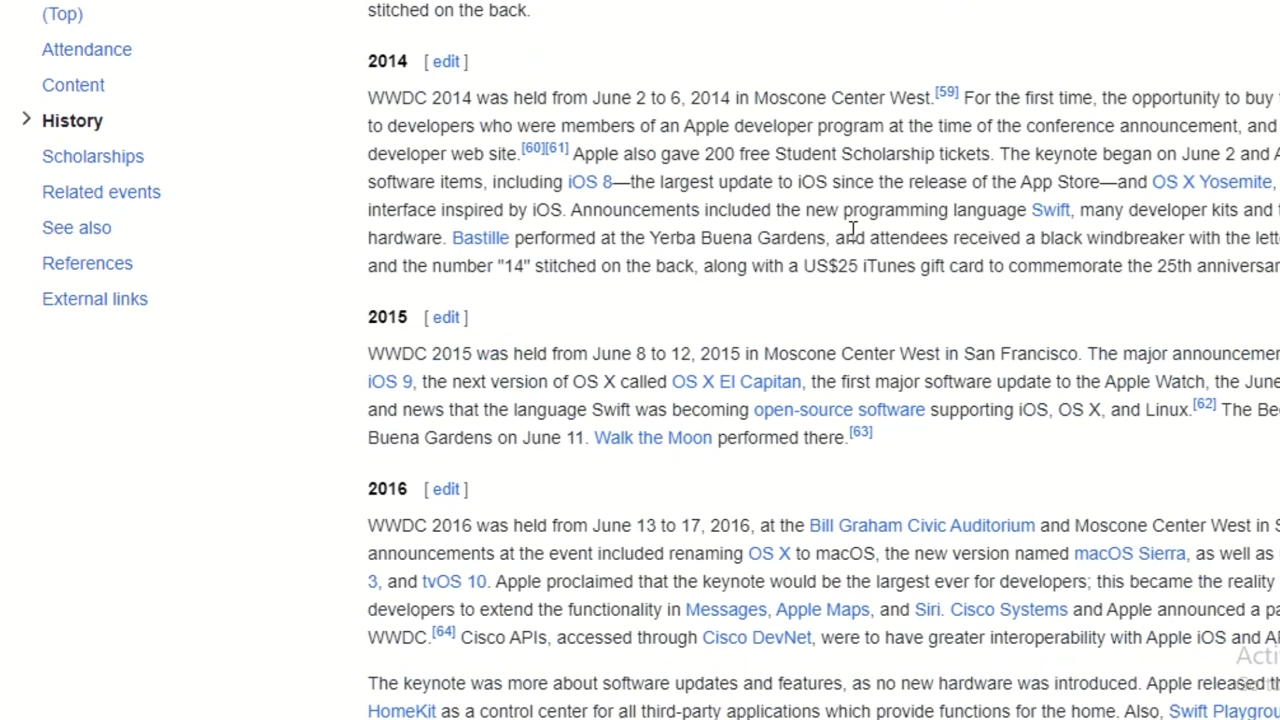 (Top)
Attendance
Content
History
Scholarships
Related events
See also
References
External links
stitched on the back.
2014 [ edit ]
WWDC 2014 was held from June 2 to 6, 2014 in Moscone Center West.[59] For the first time, the opportunity to buy
to developers who were members of an Apple developer program at the time of the conference announcement, and
developer web site.[60][61] Apple also gave 200 free Student Scholarship tickets. The keynote began on June 2 and
software items, including iOS 8—the largest update to iOS since the release of the App Store—and OS X Yosemite,
interface inspired by iOS. Announcements included the new programming language Swift, many developer kits and
hardware. Bastille performed at the Yerba Buena Gardens, and attendees received a black windbreaker with the
and the number "14" stitched on the back, along with a US$25 iTunes gift card to commemorate the 25th
2015 [ edit ]
WWDC 2015 was held from June 8 to 12, 2015 in Moscone Center West in San Francisco. The major
iOS 9, the next version of OS X called OS X El Capitan, the first major software update to the Apple Watch, the June
and news that the language Swift was becoming open-source software supporting iOS, OS X, and Linux.[62] The
Buena Gardens on June 11. Walk the Moon performed there.[63]
2016 [ edit ]
WWDC 2016 was held from June 13 to 17, 2016, at the Bill Graham Civic Auditorium and Moscone Center West in
announcements at the event included renaming OS X to macOS, the new version named macOS Sierra, as well as
3, and tvOS 10. Apple proclaimed that the keynote would be the largest ever for developers; this became the reality
developers to extend the functionality in Messages, Apple Maps, and Siri. Cisco Systems and Apple announced a
WWDC.[64] Cisco APIs, accessed through Cisco DevNet, were to have greater interoperability with Apple iOS and
The keynote was more about software updates and features, as no new hardware was introduced. Apple released
HomeKit as a control center for all third-party applications which provide functions for the home. Also, Swift